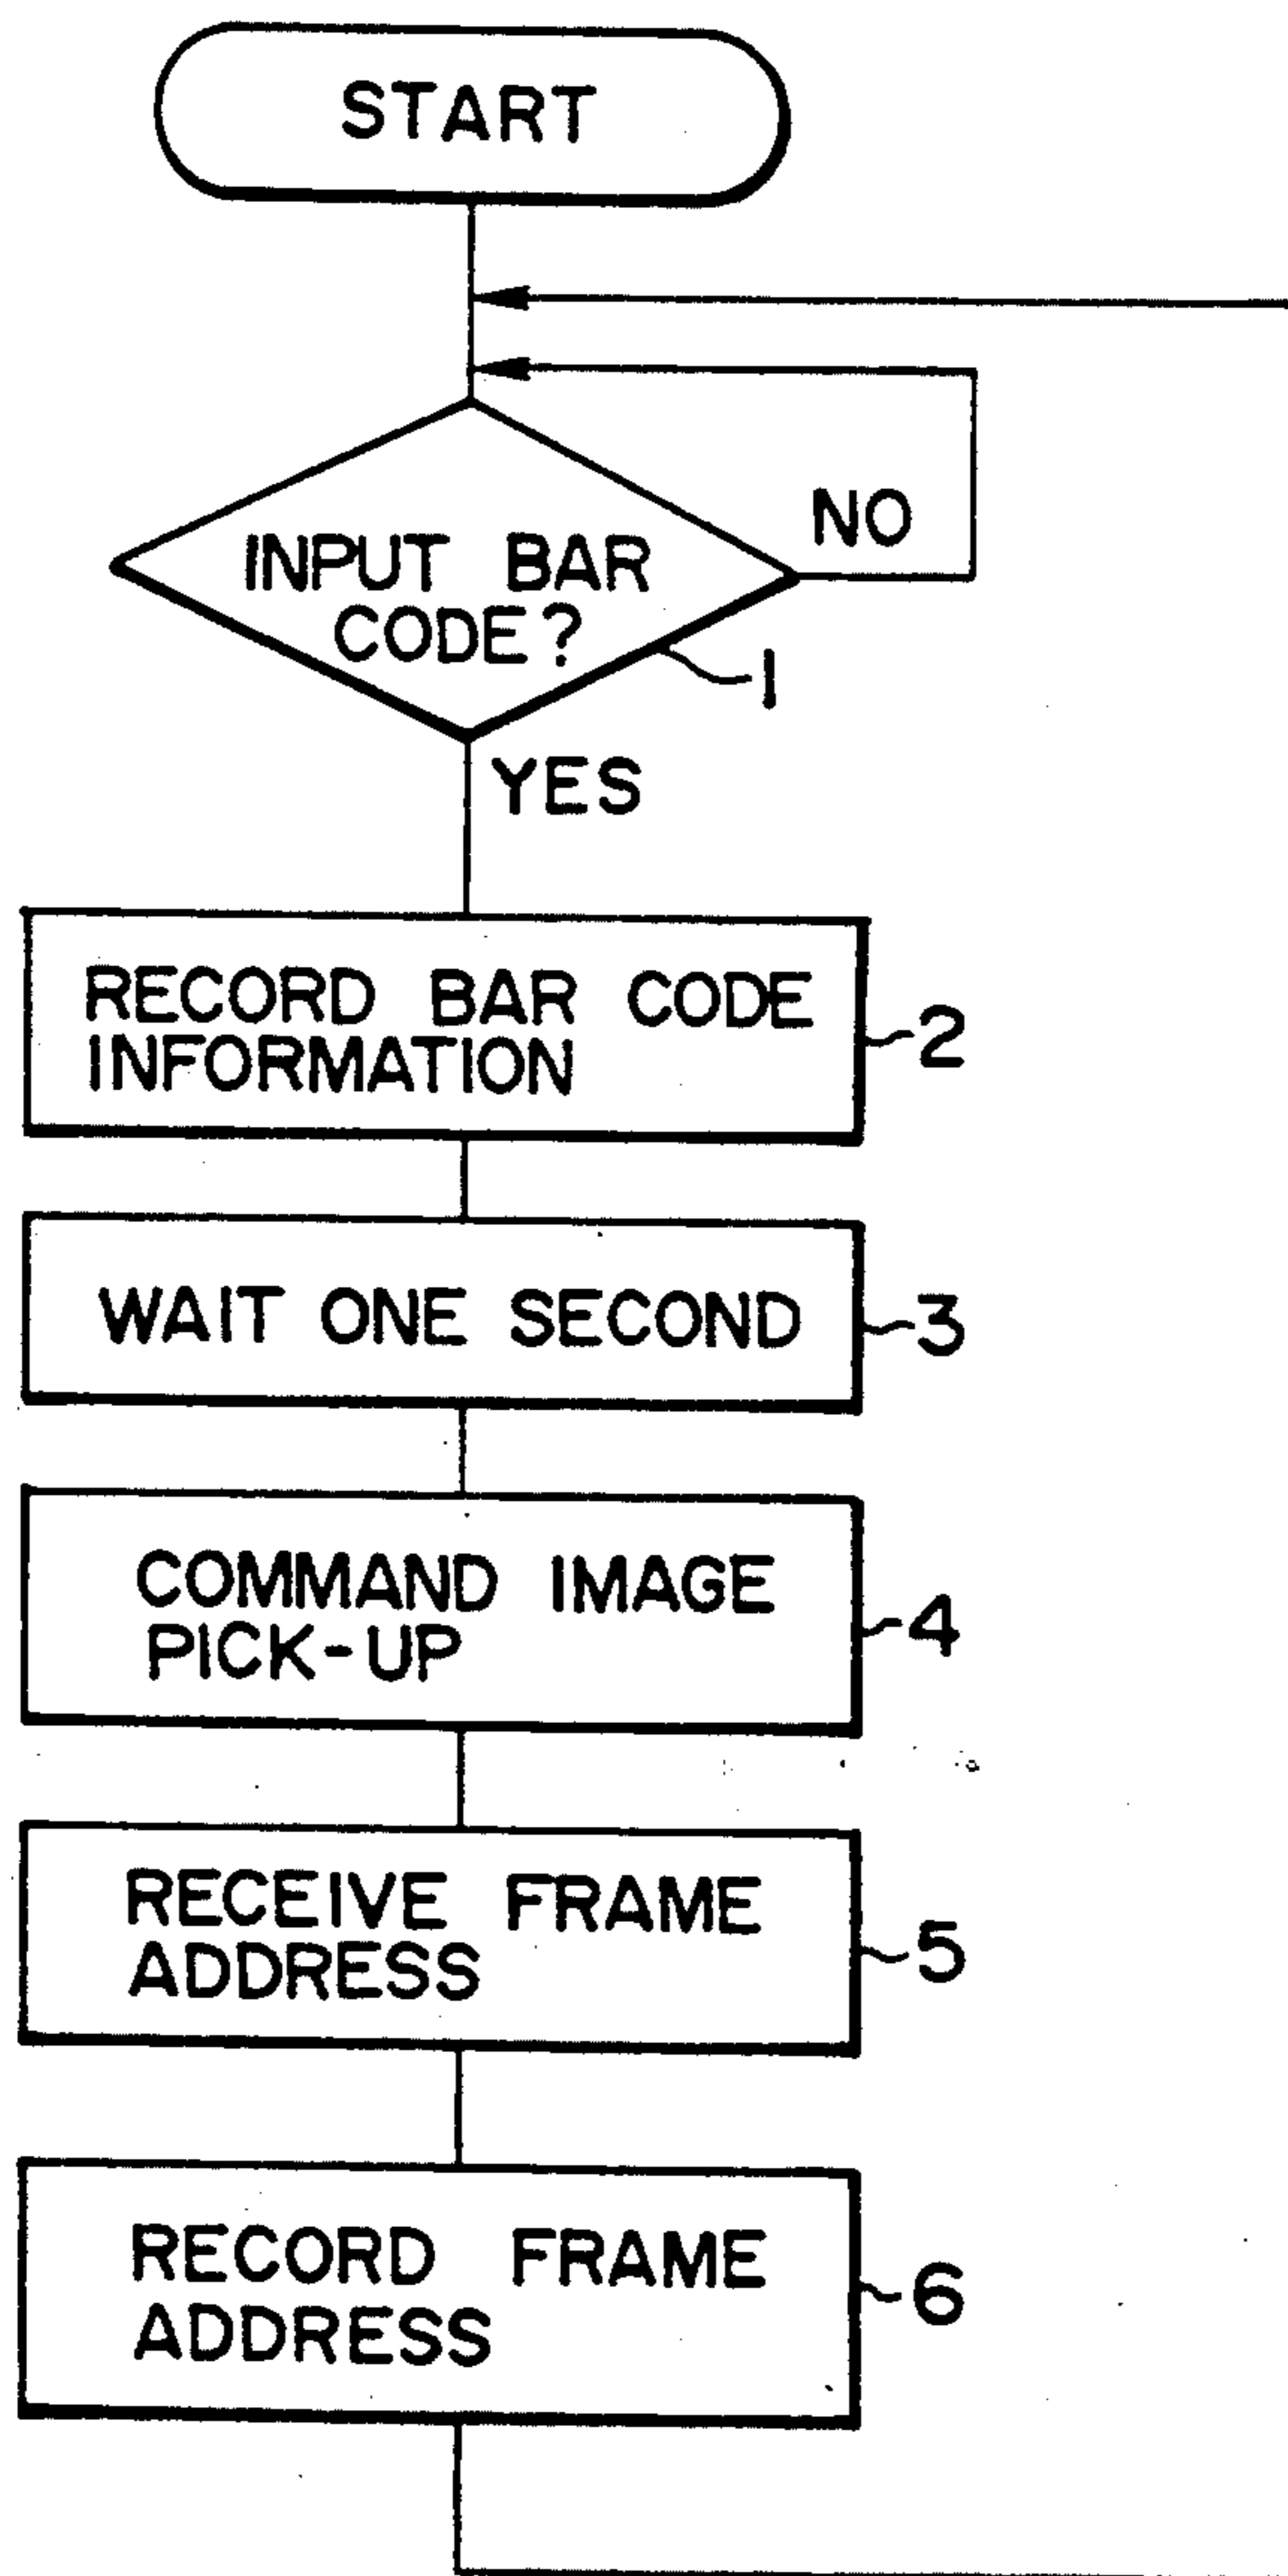 START
NO
INPUT BAR
CODE?
1
YES
RECORD BAR CODE
INFORMATION
2
WAIT ONE SECOND
3
COMMAND IMAGE
PICK-UP
4
RECEIVE FRAME
ADDRESS
5
RECORD FRAME
ADDRESS
6